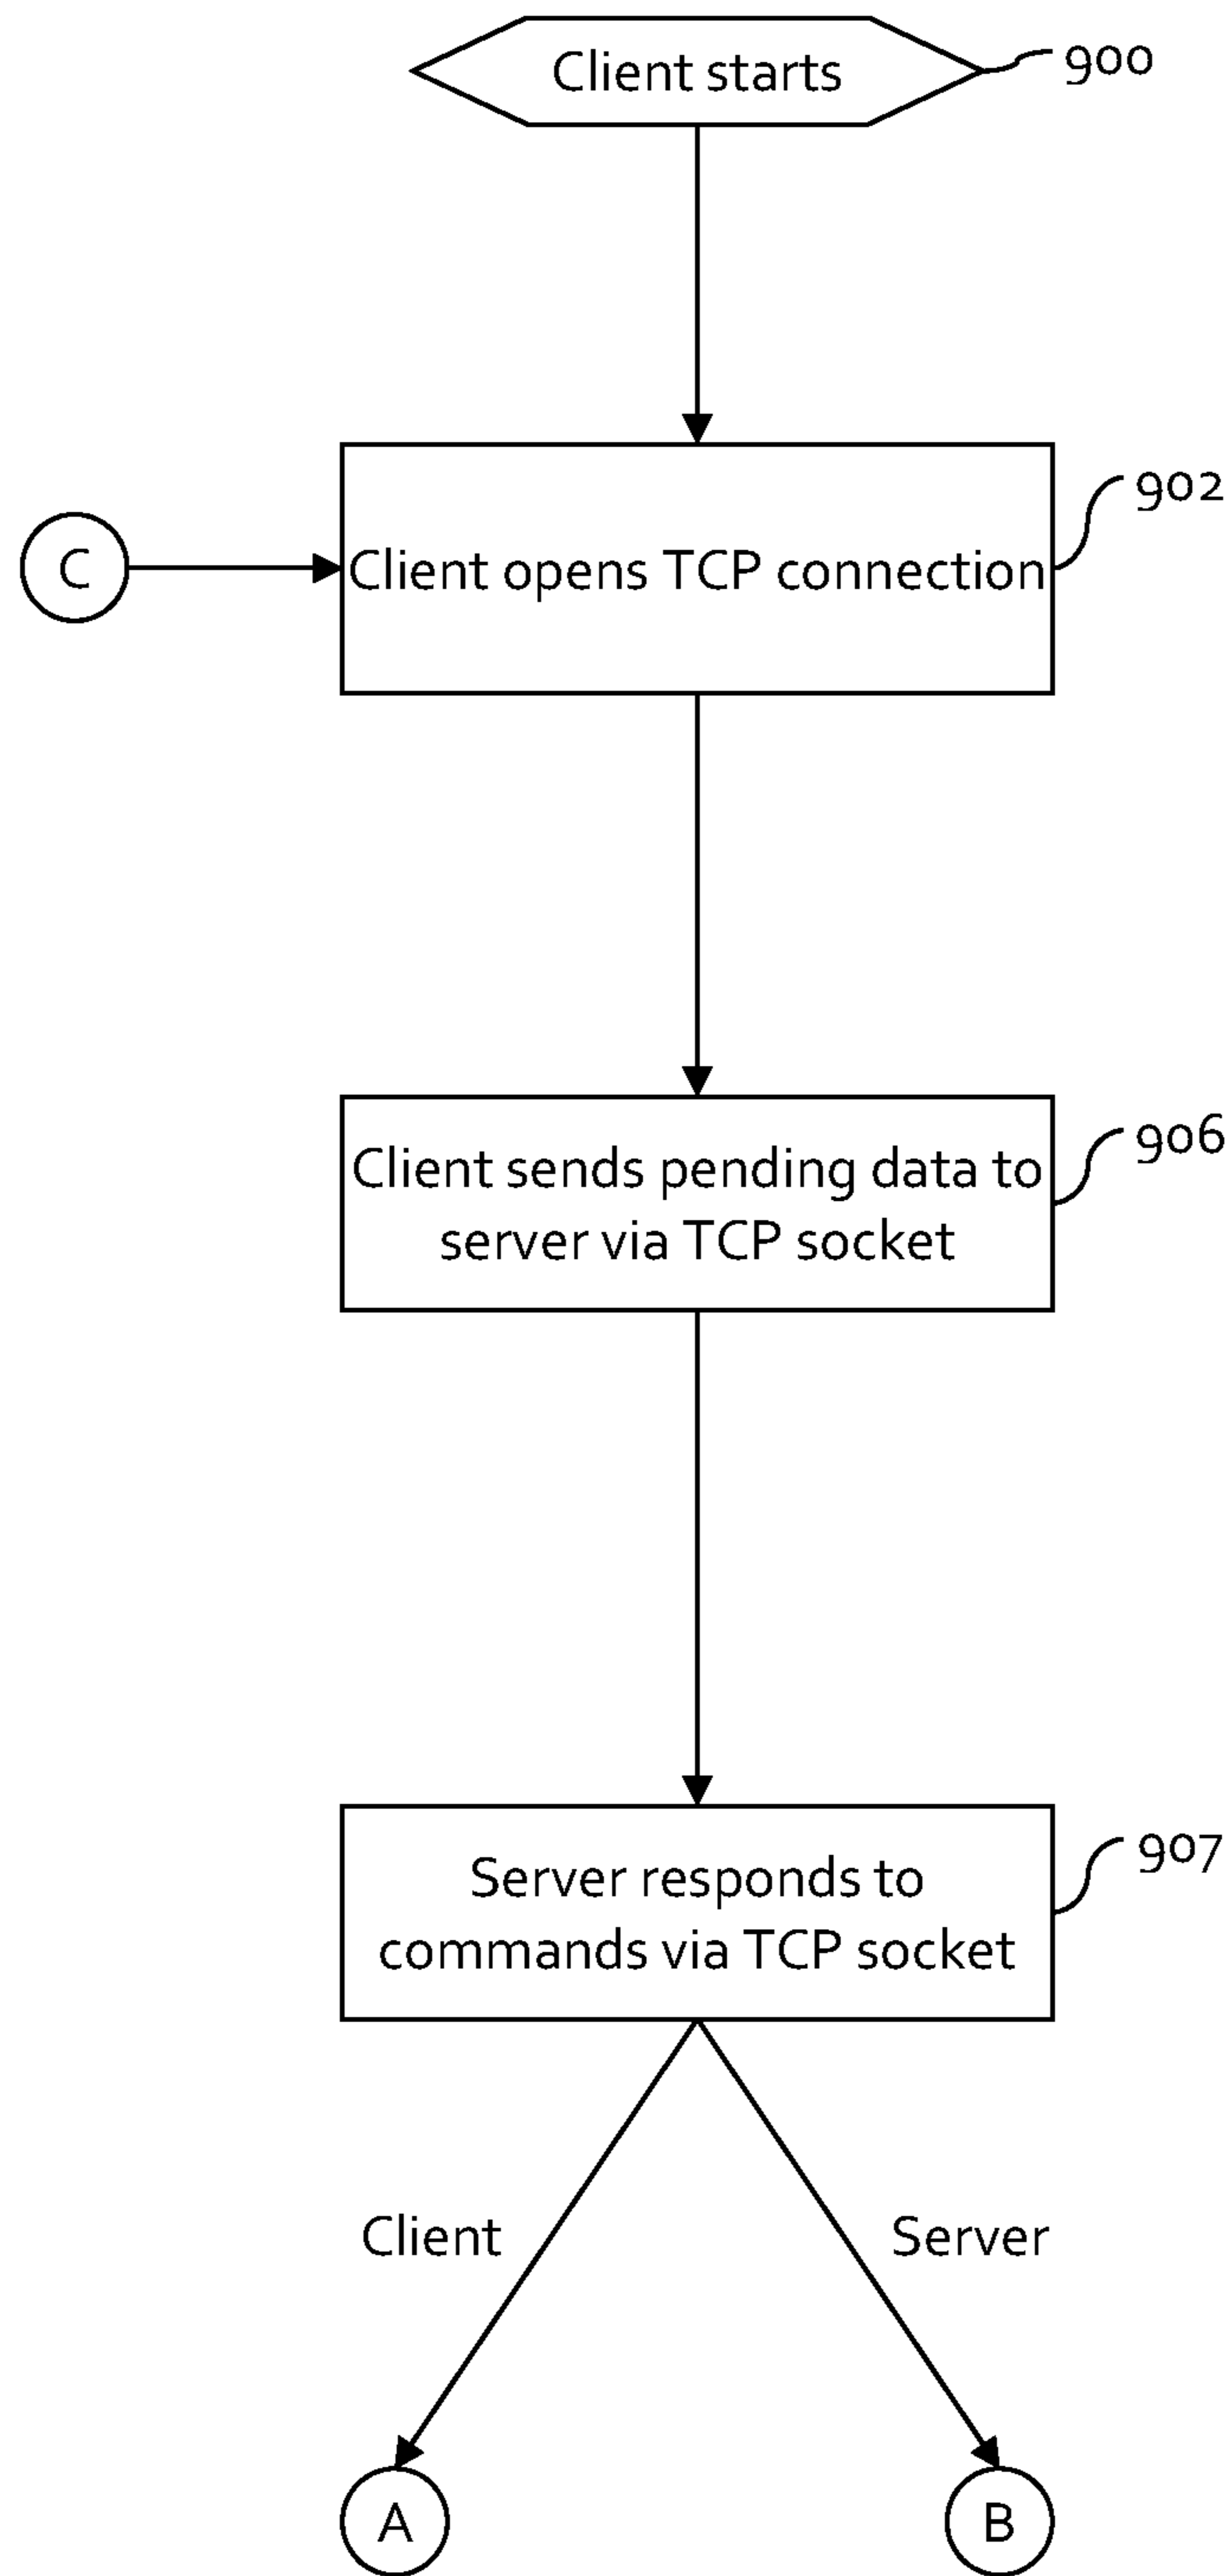 Client starts
900
902
C
Client opens TCP connection
906
Client sends pending data to
server via TCP socket
907
Server responds to
commands via TCP socket
Client
Server
A
B